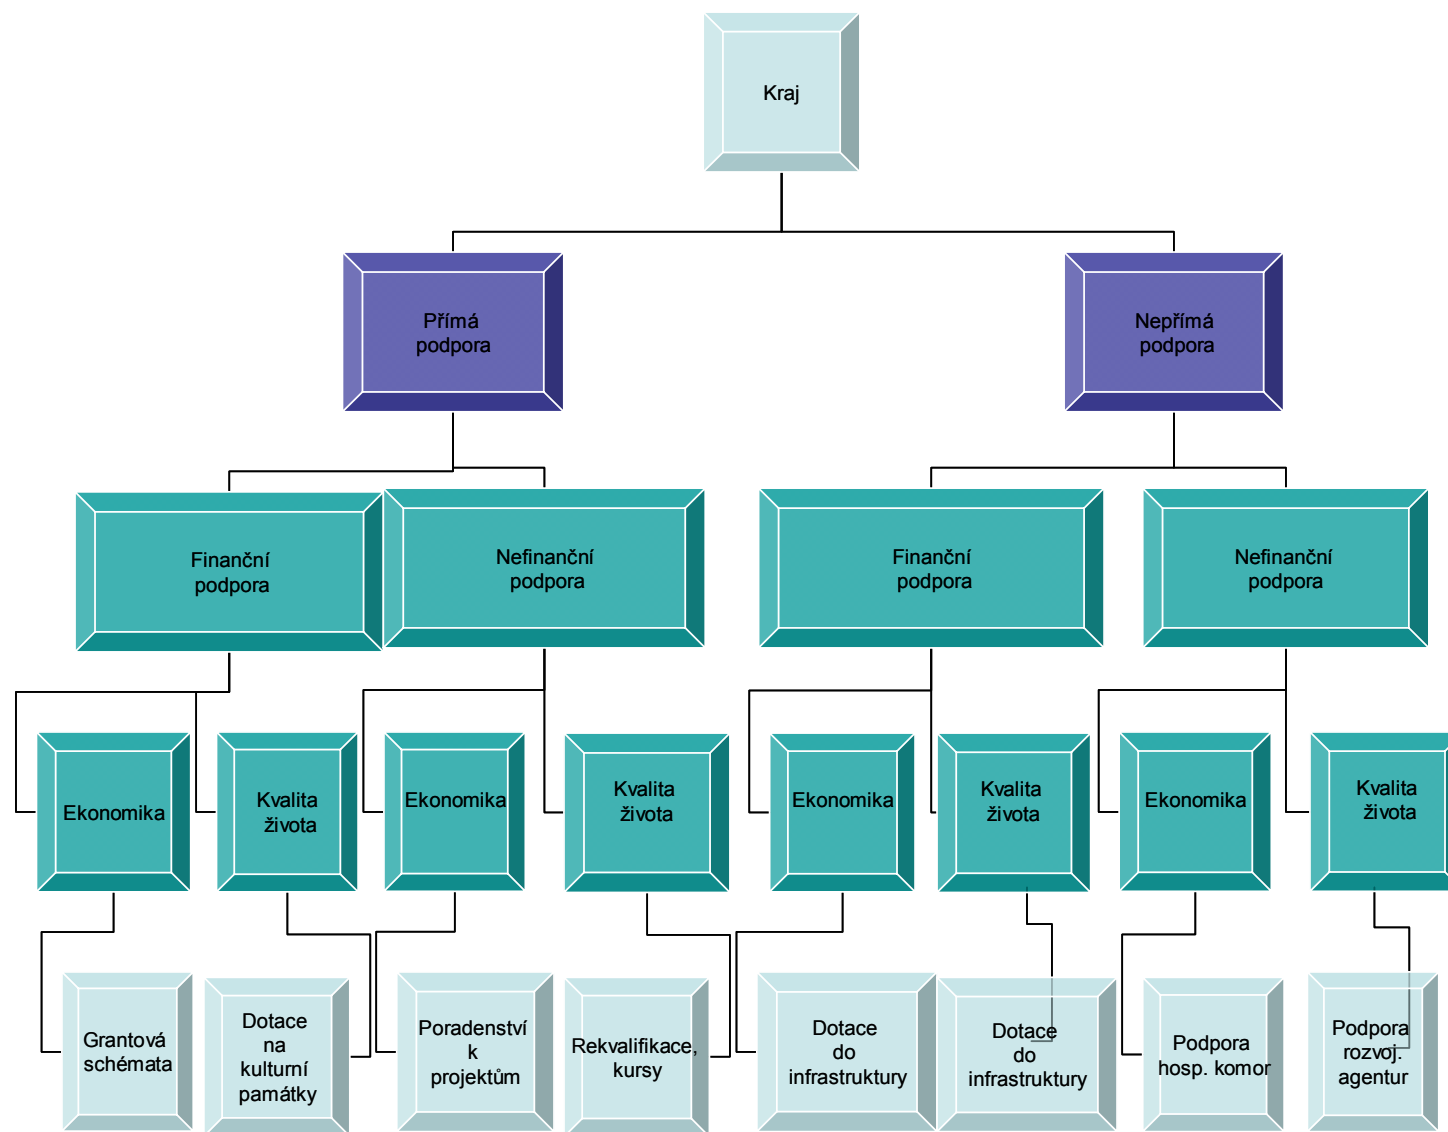 Kraj
Přímá
podpora
Nepřímá
podpora
Finanční
podpora
Nefinanční
podpora
Finanční
podpora
Nefinanční
podpora
Ekonomika
Kvalita
života
Ekonomika
Kvalita
života
Ekonomika
Kvalita
života
Ekonomika
Kvalita
života
Grantová
schémata
Dotace
na
kulturní
památky
Poradenství
k
projektům
Rekvalifikace,
kursy
Dotace
do
infrastruktury
Dotace
do
infrastruktury
Podpora
hosp. komor
Podpora
rozvoj.
agentur